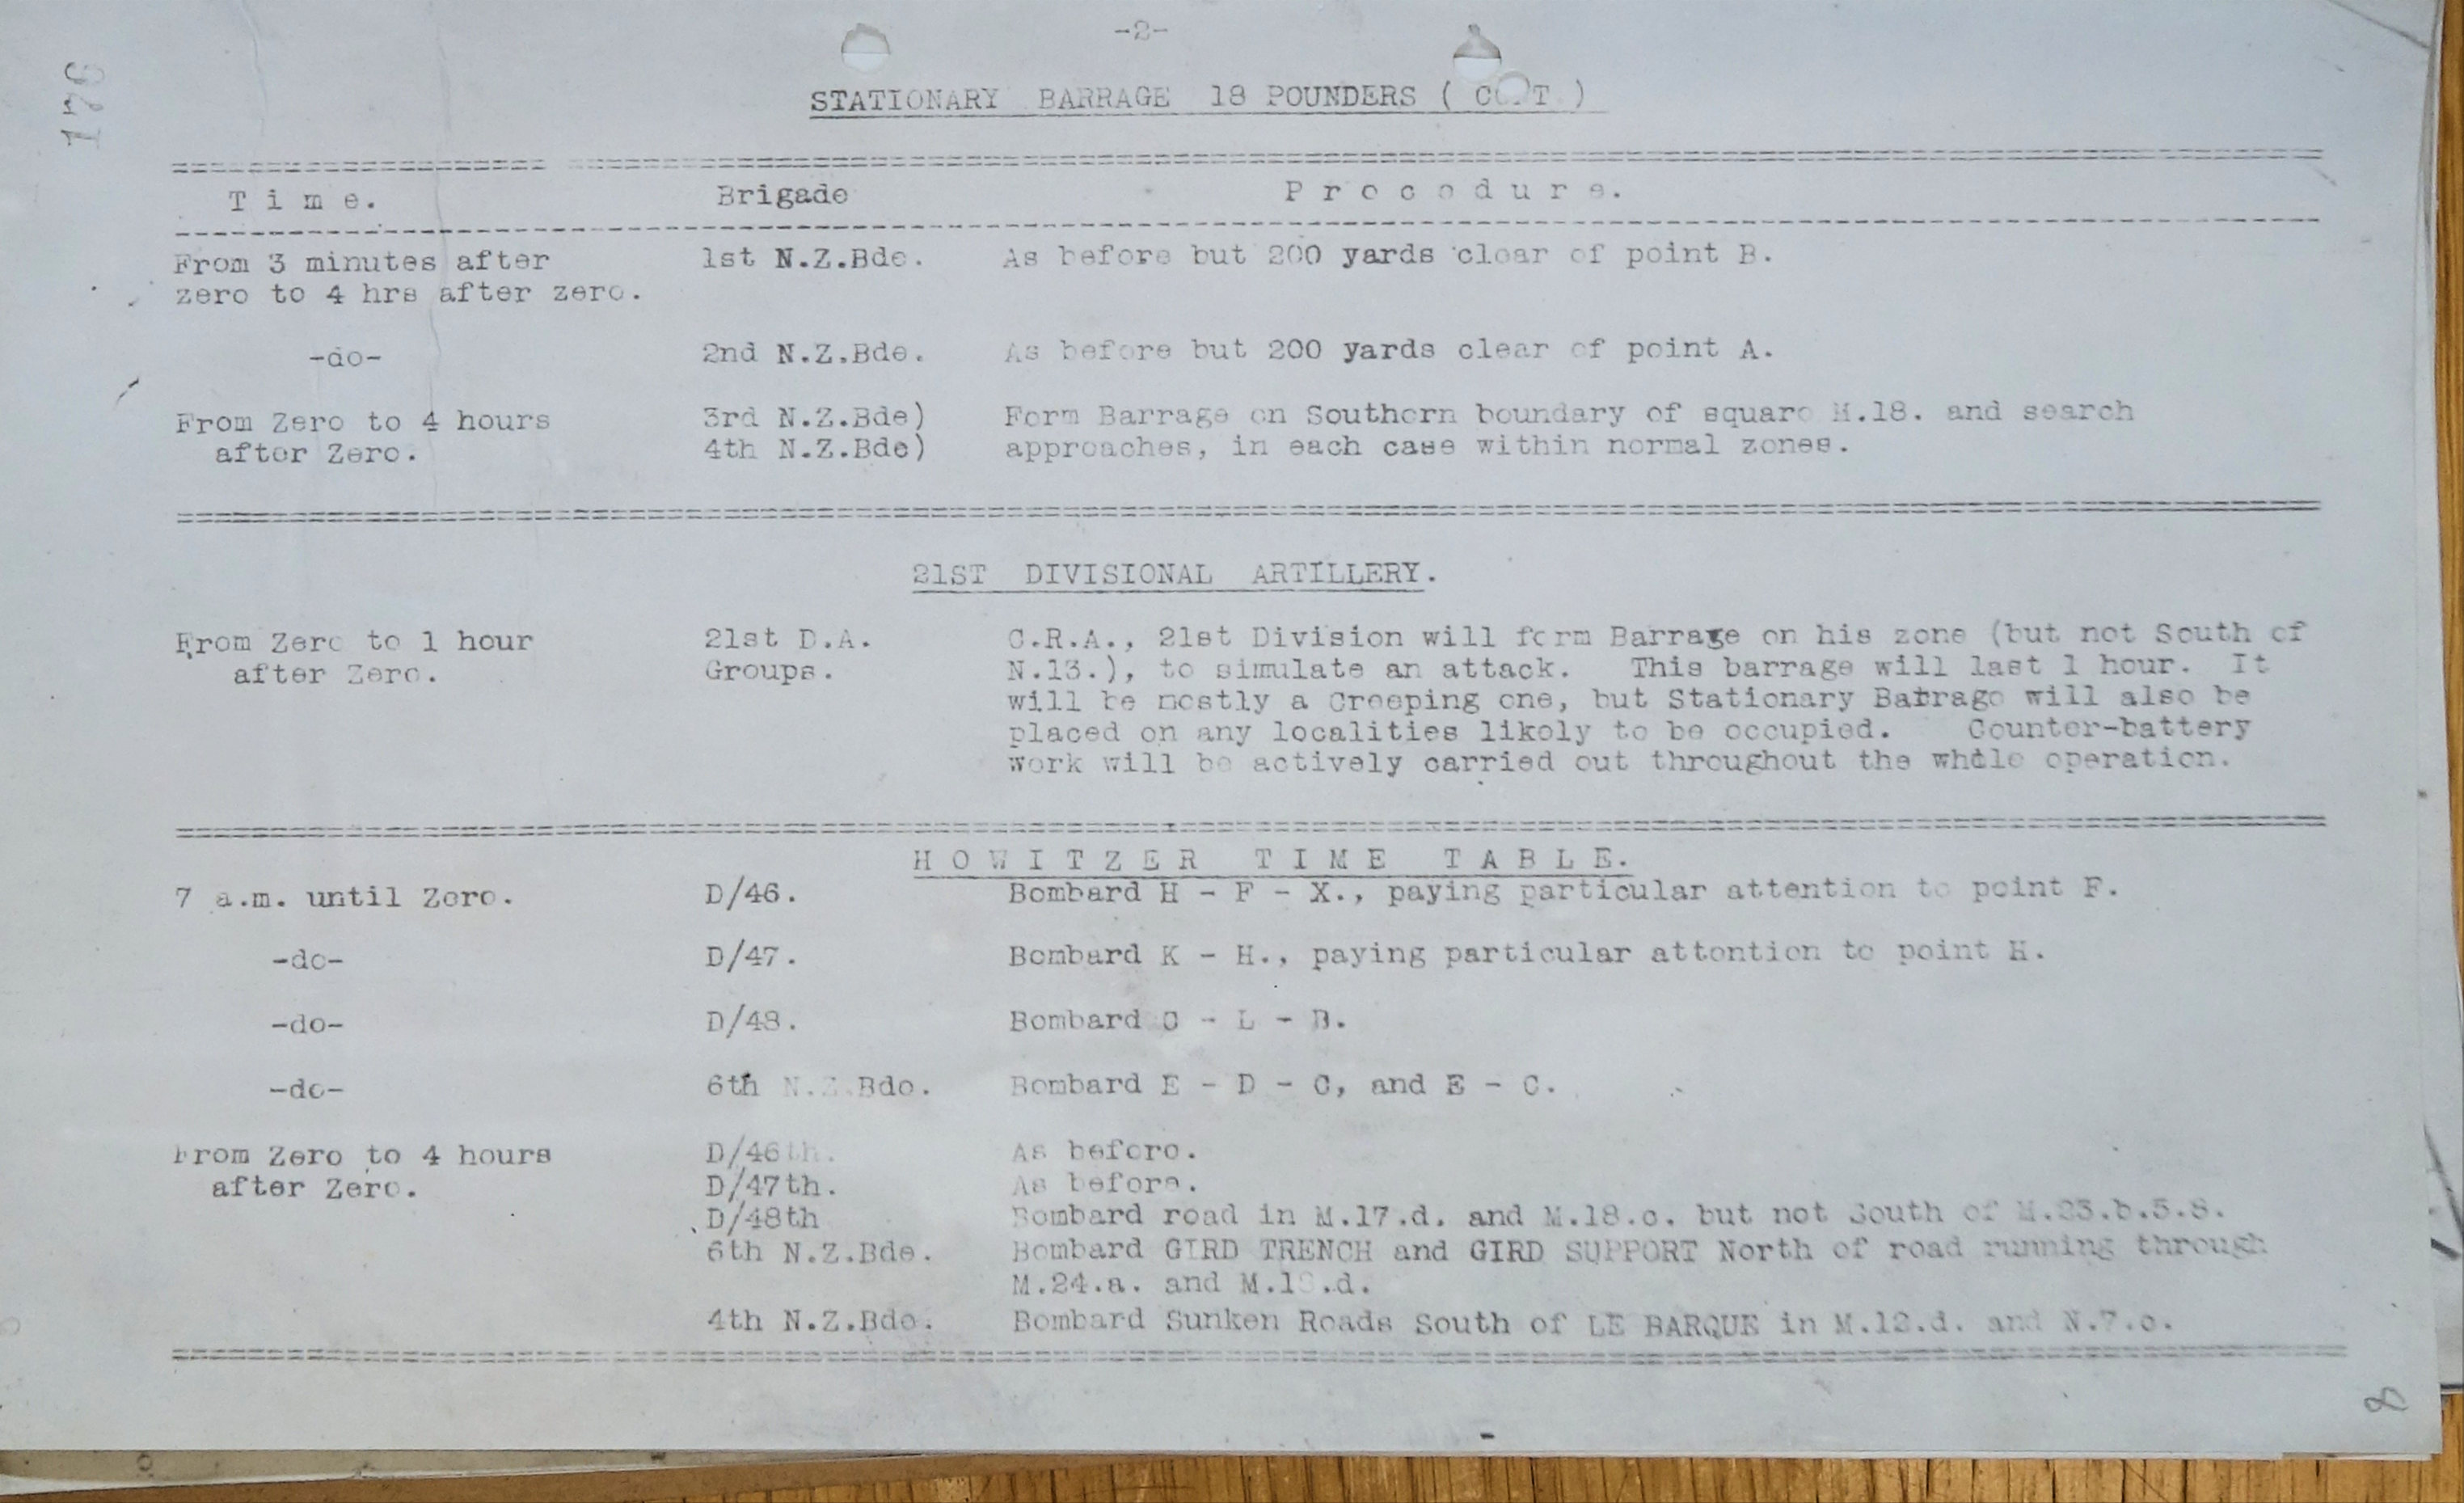 -2-
176
STATIONARY BARRAGE 18 POUNDERS ( CO.T )
Time. Brigade Procedure.
From 3 minutes after 1st N.Z.Bde. As before but 200 yards clear of point B.
zero to 4 hrs after zero.
-do- 2nd N.Z.Bde. As before but 200 yards clear of point A.
From Zero to 4 hours 3rd N.Z.Bde) Form Barrage on Southern boundary of square M.18. and search
after Zero. 4th N.Z.Bde) approaches, in each case within normal zones.
21ST DIVISIONAL ARTILLERY.
From Zero to 1 hour 21st D.A. C.R.A., 21st Division will form Barrage on his zone (but not South of
after Zero. Groups. N.13.), to simulate an attack. This barrage will last 1 hour. It
will be mostly a Creeping one, but Stationary Barrage will also be
placed on any localities likely to be occupied. Counter-battery
work will be actively carried out throughout the whole operation.
HOWITZER TIME TABLE.
7 a.m. until Zero. D/46. Bombard H - F - X., paying particular attention to point F.
-do- D/47. Bombard K - H., paying particular attention to point H.
-do- D/48. Bombard C - L - B.
-do- 6th N.Z.Bde. Bombard E - D - C, and E - C.
From Zero to 4 hours D/46th. As before.
after Zero. D/47th. As before.
D/48th Bombard road in M.17.d. and M.18.c. but not South of M.23.b.5.8.
6th N.Z.Bde. Bombard GIRD TRENCH and GIRD SUPPORT North of road running through
M.24.a. and
4th N.Z.Bde. Bombard Sunken Roads South of LE BARQUE in M.12.d. and N.7.c.
8